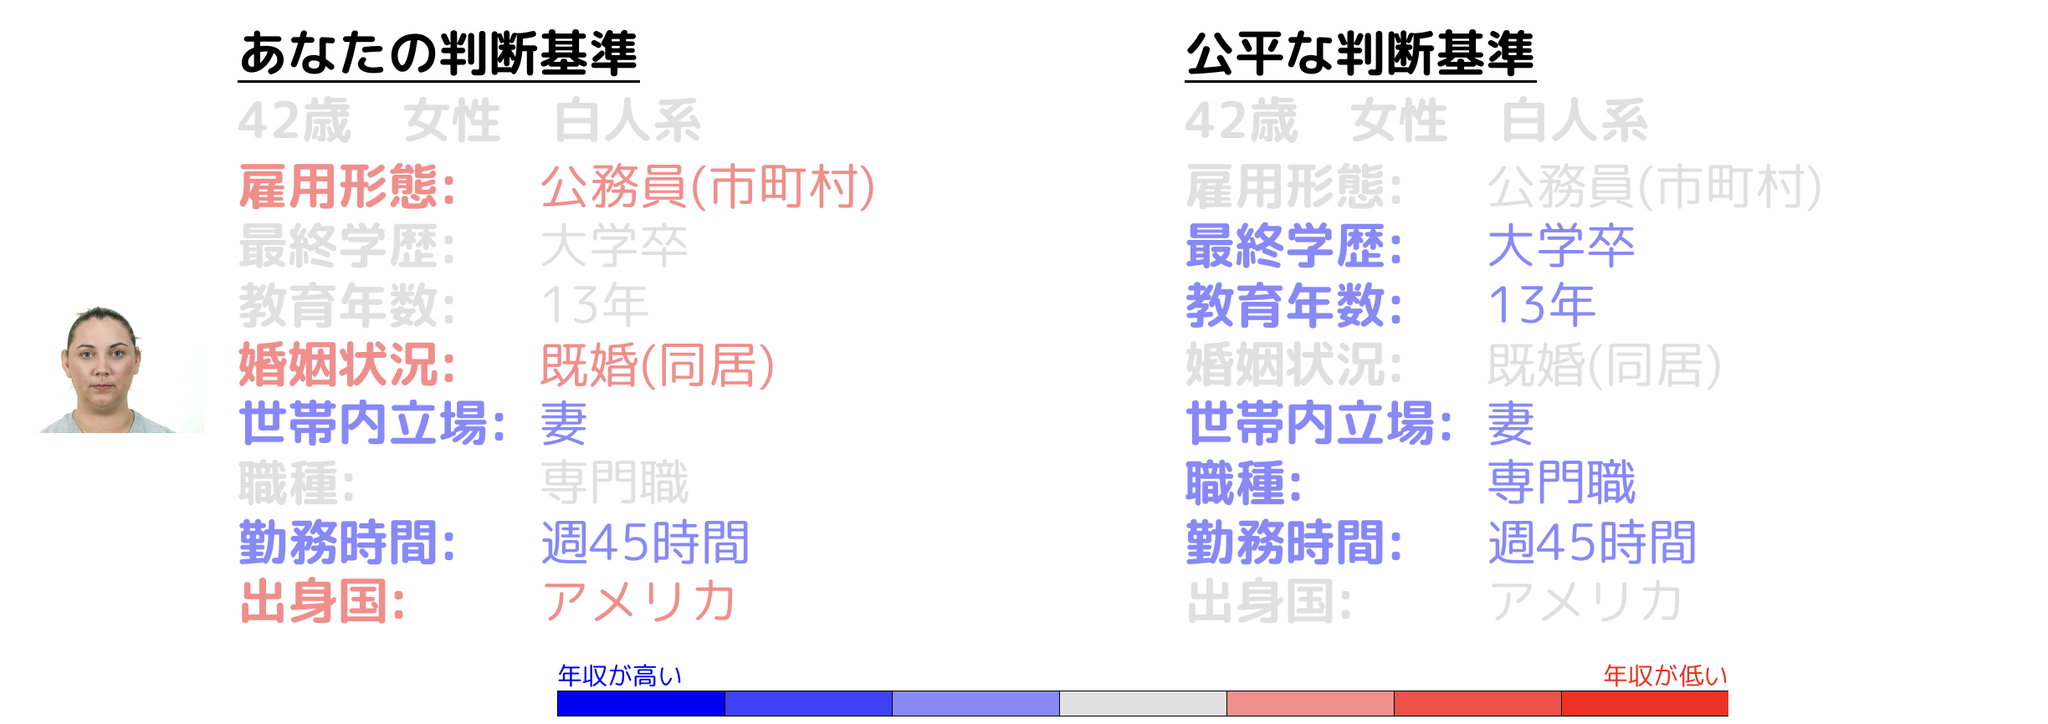 あなたの判断基準
42歳 女性 白人系
雇用形態: 公務員(市町村)
最終学歴: 大学卒
教育年数: 13年
婚姻状況: 既婚(同居)
世帯内立場: 妻
職種: 専門職
勤務時間: 週45時間
出身国: アメリカ
公平な判断基準
42歳 女性 白人系
雇用形態: 公務員(市町村)
最終学歴: 大学卒
教育年数: 13年
婚姻状況: 既婚(同居)
世帯内立場: 妻
職種: 専門職
勤務時間: 週45時間
出身国: アメリカ
年収が高い
年収が低い